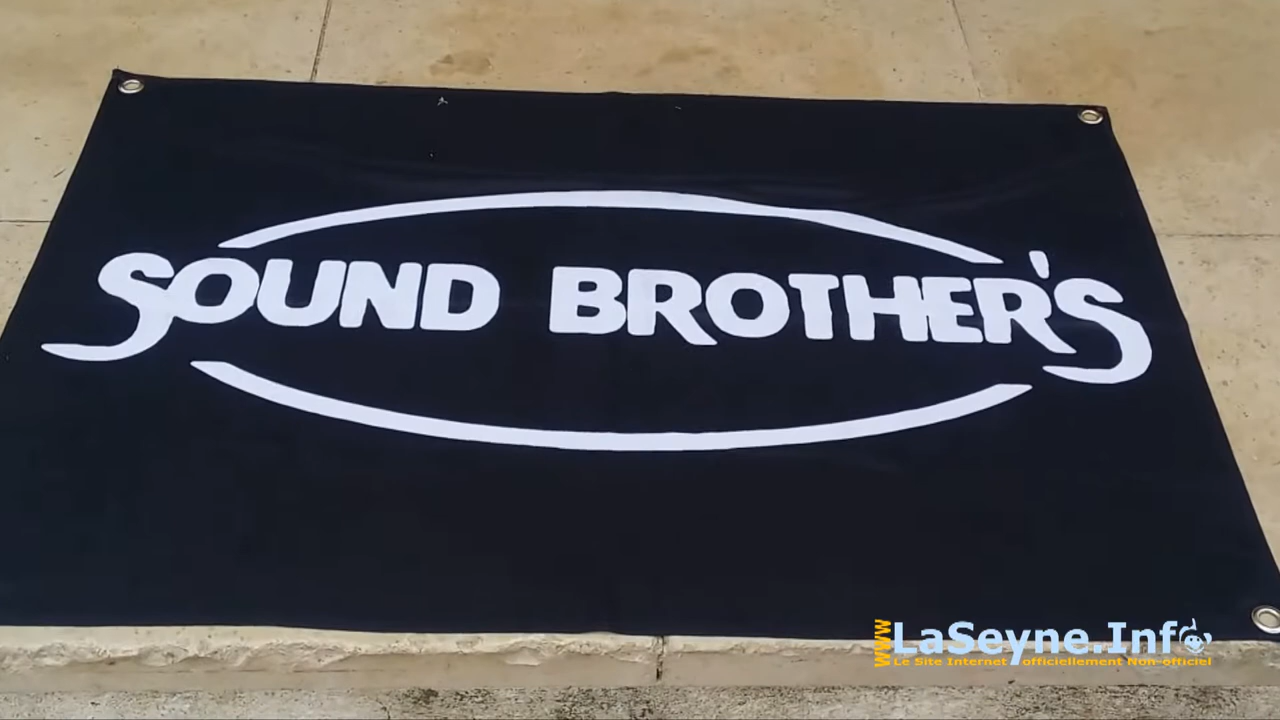 SOUND BROTHER'S
www
LaSeyne.Info
Le Site Internet officiellement Non-officiel